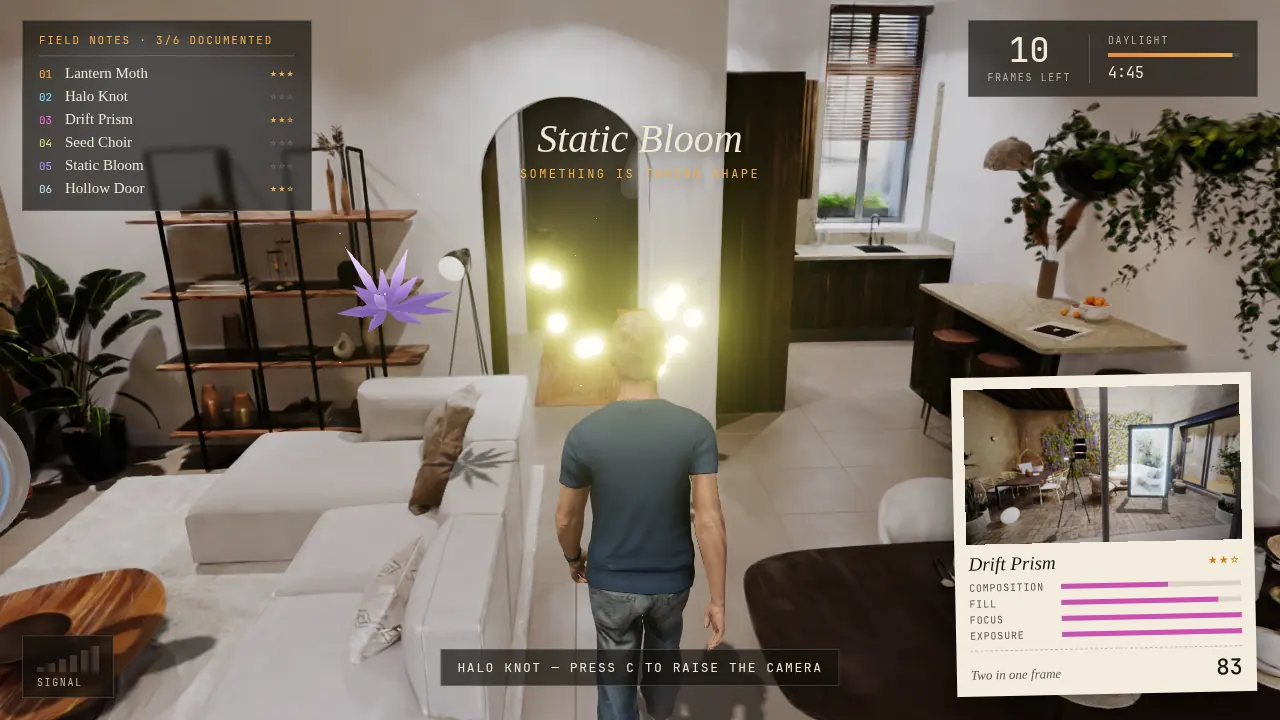 FIELD NOTES · 3/6 DOCUMENTED
01 Lantern Moth ★★★
02 Halo Knot ☆☆☆
03 Drift Prism ★★☆
04 Seed Choir ☆☆☆
05 Static Bloom ☆☆☆
06 Hollow Door ★★☆
10
FRAMES LEFT
DAYLIGHT
4:45
Static Bloom
SOMETHING IS TAKING SHAPE
Drift Prism ★★☆
COMPOSITION
FILL
FOCUS
EXPOSURE
Two in one frame 83
HALO KNOT — PRESS C TO RAISE THE CAMERA
SIGNAL